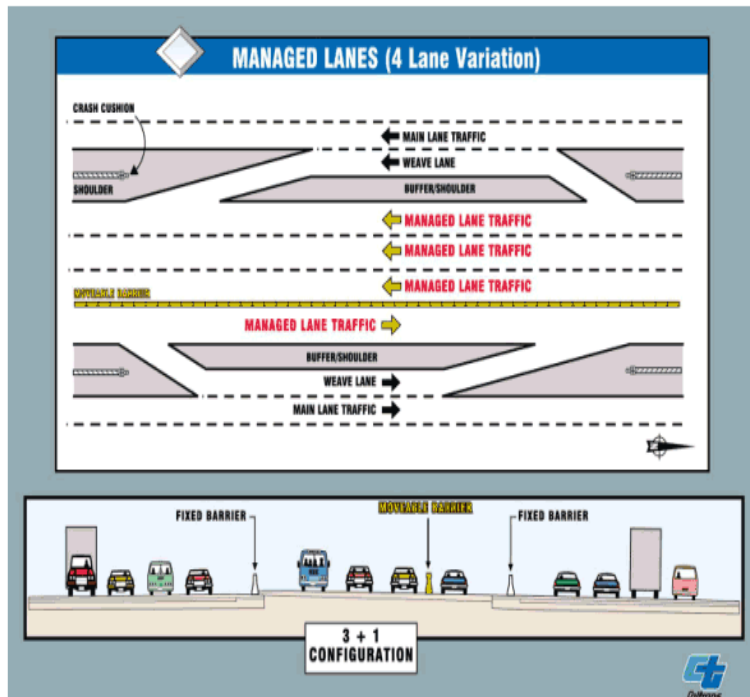 MANAGED LANES (4 Lane Variation)
CRASH CUSHION
MAIN LANE TRAFFIC
WEAVE LANE
SHOULDER
BUFFER/SHOULDER
MANAGED LANE TRAFFIC
MANAGED LANE TRAFFIC
MANAGED LANE TRAFFIC
MOVEABLE BARRIER
MANAGED LANE TRAFFIC
BUFFER/SHOULDER
WEAVE LANE
MAIN LANE TRAFFIC
FIXED BARRIER
MOVEABLE BARRIER
FIXED BARRIER
3 + 1
CONFIGURATION
Caltrans